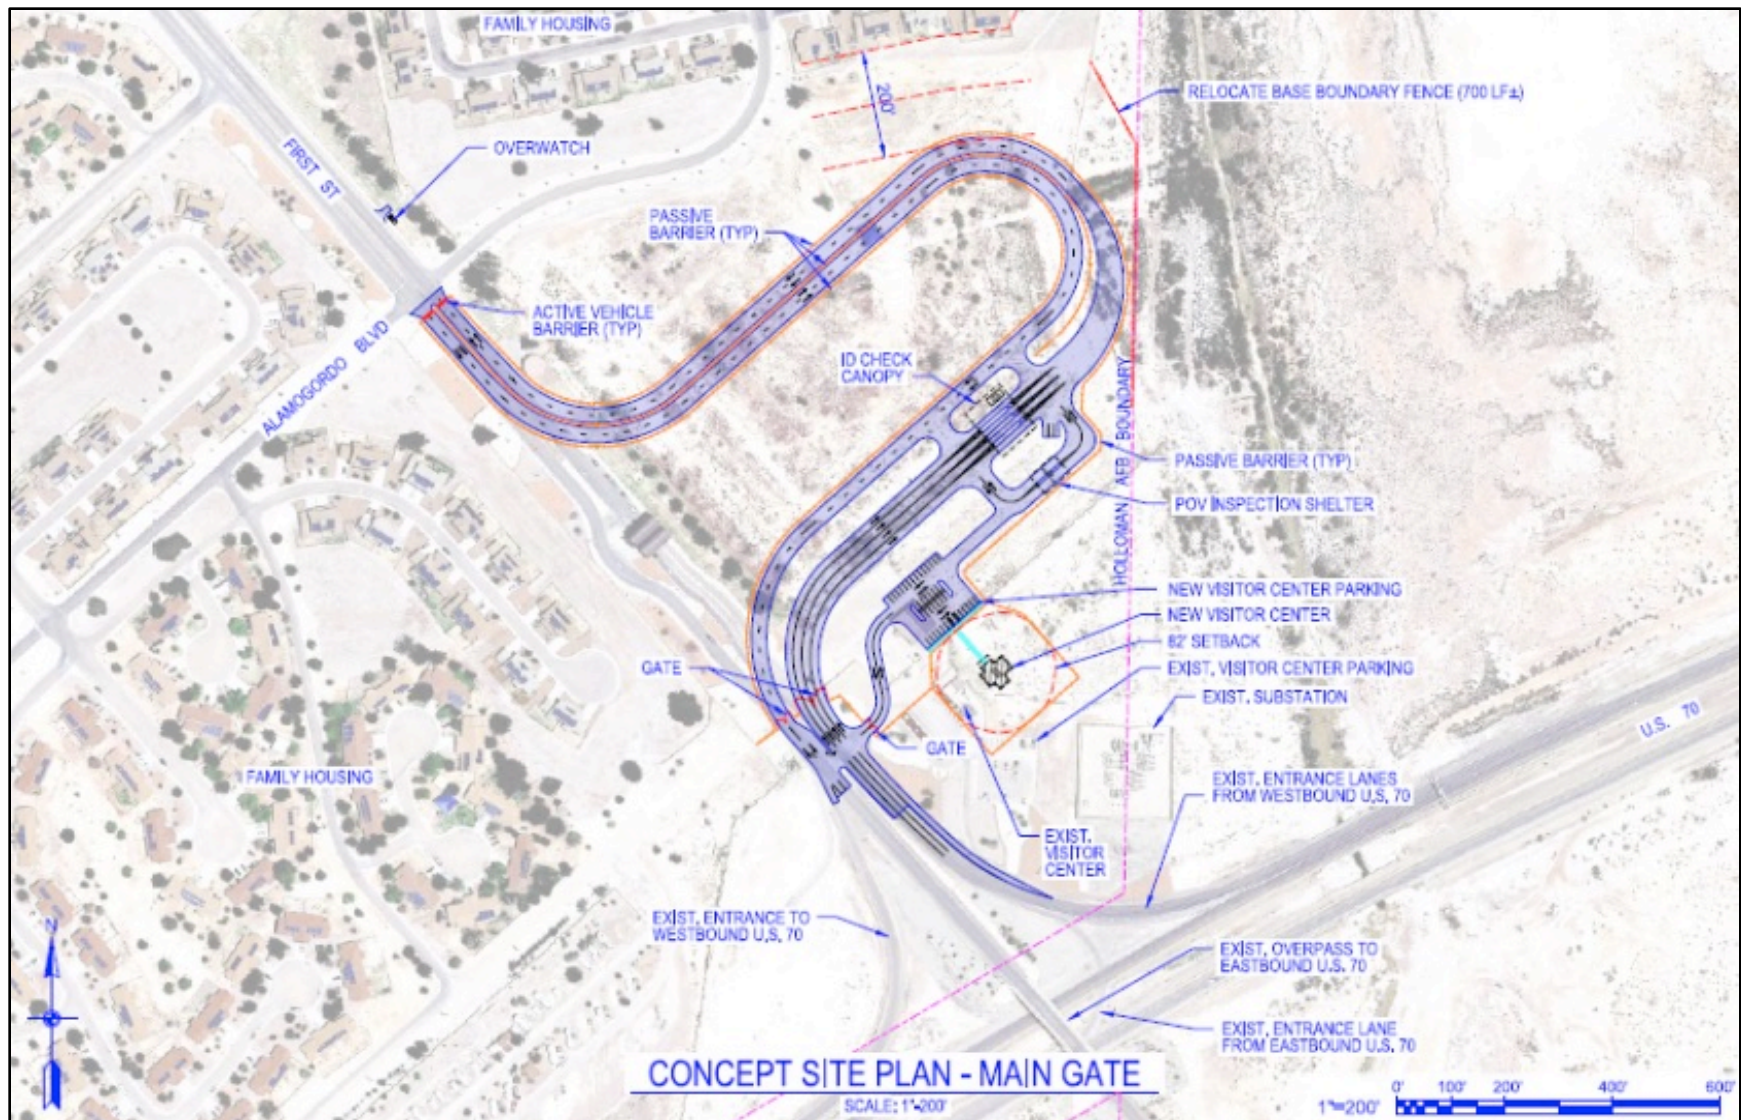 FAMILY HOUSING
200'
RELOCATE BASE BOUNDARY FENCE (700 LF±)
OVERWATCH
FIRST ST
PASSIVE
BARRIER (TYP)
ACTIVE VEHICLE
BARRIER (TYP)
ALAMOGORDO BLVD
ID CHECK
CANOPY
HOLLOMAN AFB BOUNDARY
PASSIVE BARRIER (TYP)
POV INSPECTION SHELTER
NEW VISITOR CENTER PARKING
NEW VISITOR CENTER
82' SETBACK
EXIST. VISITOR CENTER PARKING
EXIST. SUBSTATION
GATE
GATE
U.S. 70
FAMILY HOUSING
EXIST. ENTRANCE LANES
FROM WESTBOUND U.S. 70
EXIST.
VISITOR
CENTER
EXIST. ENTRANCE TO
WESTBOUND U.S. 70
EXIST. OVERPASS TO
EASTBOUND U.S. 70
EXIST. ENTRANCE LANE
FROM EASTBOUND U.S. 70
N
CONCEPT SITE PLAN - MAIN GATE
SCALE: 1"=200'
1"=200'
0' 100' 200' 400' 600'